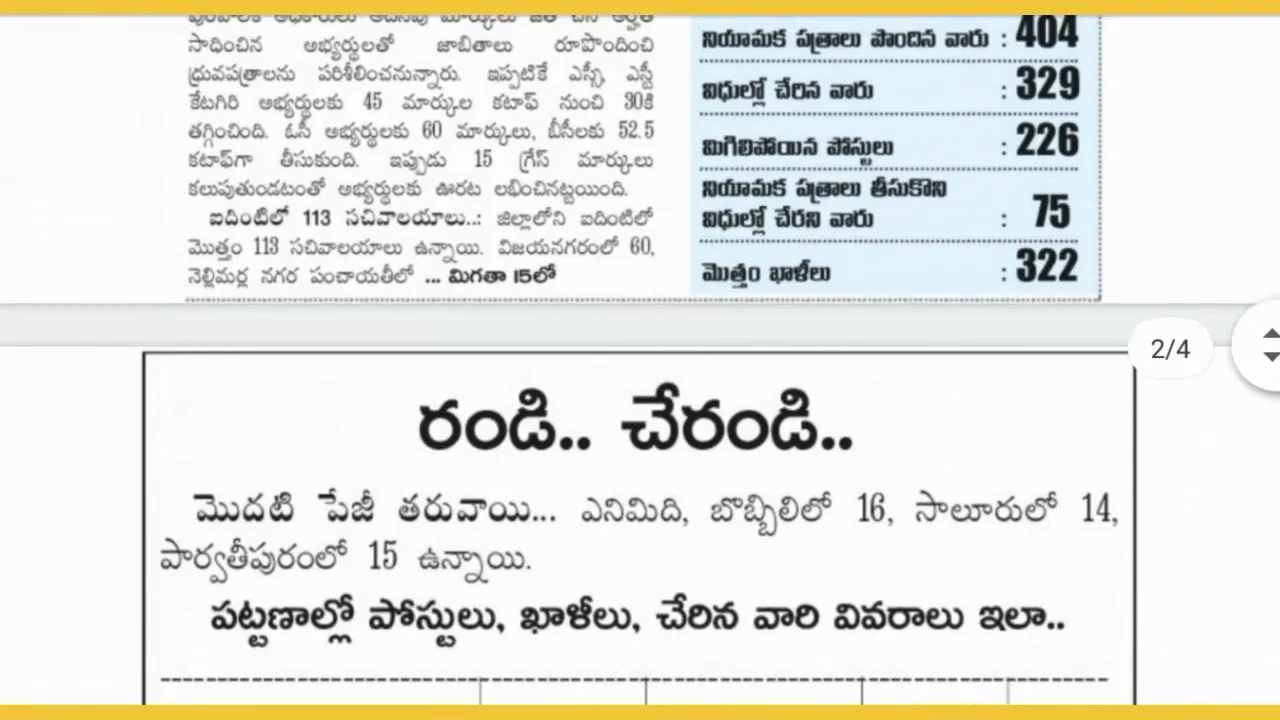 సాధించిన అభ్యర్థులతో జాబితాలు రూపొందించి
ధ్రువపత్రాలను పరిశీలించనున్నారు. ఇప్పటికే ఎస్సీ, ఎస్టీ
కేటగిరి అభ్యర్థులకు 45 మార్కుల కటాఫ్ నుంచి 30కి
తగ్గించింది. ఓసీ అభ్యర్థులకు 60 మార్కులు, బీసీలకు 52.5
కటాఫ్‌గా తీసుకుంది. ఇప్పుడు 15 గ్రేస్ మార్కులు
కలుపుతుండటంతో అభ్యర్థులకు ఊరట లభించినట్టయింది.
ఐదింటిలో 113 సచివాలయాలు..: జిల్లాలోని ఐదింటిలో
మొత్తం 113 సచివాలయాలు ఉన్నాయి. విజయనగరంలో 60,
నెల్లిమర్ల నగర పంచాయతీలో ... మిగతా 15లో
నియామక పత్రాలు పొందిన వారు : 404
విధుల్లో చేరిన వారు : 329
మిగిలిపోయిన పోస్టులు : 226
నియామక పత్రాలు తీసుకొని
విధుల్లో చేరని వారు : 75
మొత్తం ఖాళీలు : 322
2/4
రండి.. చేరండి..
మొదటి పేజీ తరువాయి... ఎనిమిది, బొబ్బిలిలో 16, సాలూరులో 14,
పార్వతీపురంలో 15 ఉన్నాయి.
పట్టణాల్లో పోస్టులు, ఖాళీలు, చేరిన వారి వివరాలు ఇలా..